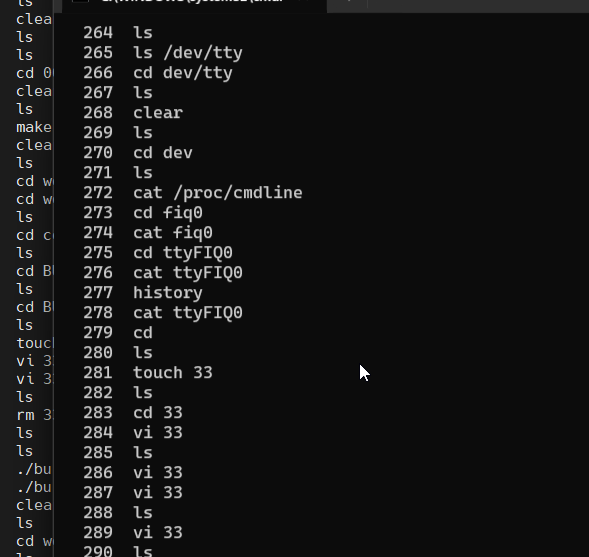 ls
clea
ls
ls
cd 0
clea
ls
make
clea
ls
cd w
cd w
ls
cd c
ls
cd B
ls
cd B
ls
touc
vi 3
vi 3
ls
rm 3
ls
ls
./bu
./bu
clea
ls
cd w
264 ls
265 ls /dev/tty
266 cd dev/tty
267 ls
268 clear
269 ls
270 cd dev
271 ls
272 cat /proc/cmdline
273 cd fiq0
274 cat fiq0
275 cd ttyFIQ0
276 cat ttyFIQ0
277 history
278 cat ttyFIQ0
279 cd
280 ls
281 touch 33
282 ls
283 cd 33
284 vi 33
285 ls
286 vi 33
287 vi 33
288 ls
289 vi 33
290 ls